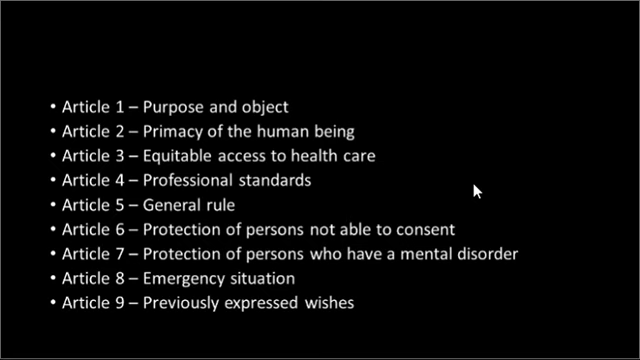 • Article 1 – Purpose and object
• Article 2 – Primacy of the human being
• Article 3 – Equitable access to health care
• Article 4 – Professional standards
• Article 5 – General rule
• Article 6 – Protection of persons not able to consent
• Article 7 – Protection of persons who have a mental disorder
• Article 8 – Emergency situation
• Article 9 – Previously expressed wishes